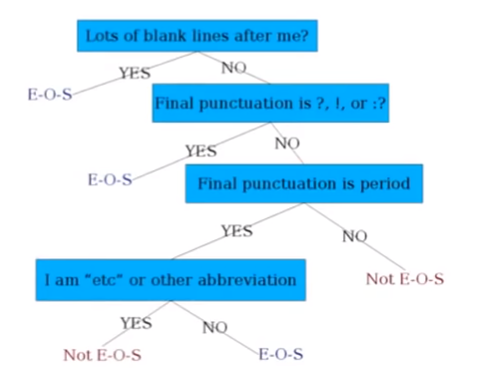 Lots of blank lines after me?
YES
NO
E-O-S
Final punctuation is ?, !, or :?
YES
NO
E-O-S
Final punctuation is period
YES
NO
I am "etc" or other abbreviation
Not E-O-S
YES
NO
Not E-O-S
E-O-S